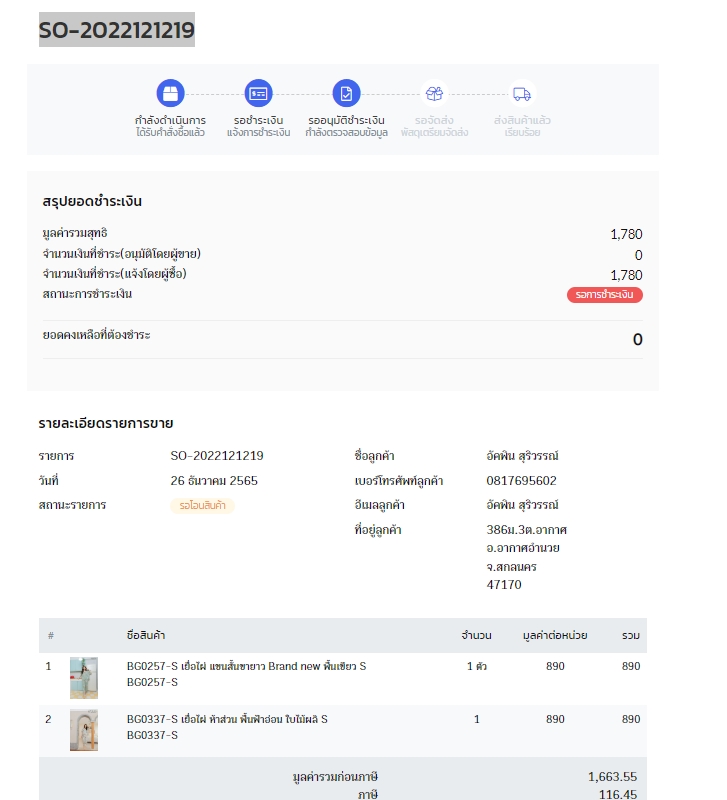 SO-2022121219
กำลังดำเนินการ
ได้รับคำสั่งซื้อแล้ว
รอชำระเงิน
แจ้งการชำระเงิน
รออนุมัติชำระเงิน
กำลังตรวจสอบข้อมูล
รอจัดส่ง
พัสดุเตรียมจัดส่ง
ส่งสินค้าแล้ว
เรียบร้อย
สรุปยอดชำระเงิน
มูลค่ารวมสุทธิ 1,780
จำนวนเงินที่ชำระ(อนุมัติโดยผู้ขาย) 0
จำนวนเงินที่ชำระ(แจ้งโดยผู้ซื้อ) 1,780
สถานะการชำระเงิน รอการชำระเงิน
ยอดคงเหลือที่ต้องชำระ 0
รายละเอียดรายการขาย
รายการ SO-2022121219
วันที่ 26 ธันวาคม 2565
สถานะรายการ รอโอนสินค้า
ชื่อลูกค้า อัคพิน สุริวรรณ์
เบอร์โทรศัพท์ลูกค้า 0817695602
อีเมลลูกค้า อัคพิน สุริวรรณ์
ที่อยู่ลูกค้า 386ม.3ต.อากาศ
อ.อากาศอำนวย
จ.สกลนคร
47170
# ชื่อสินค้า จำนวน มูลค่าต่อหน่วย รวม
1 BG0257-S เยื่อไผ่ แขนสั้นขายาว Brand new พื้นเขียว S 1 ตัว 890 890
BG0257-S
2 BG0337-S เยื่อไผ่ ห้าส่วน พื้นฟ้าอ่อน ใบไม้ผลิ S 1 890 890
BG0337-S
มูลค่ารวมก่อนภาษี 1,663.55
ภาษี 116.45